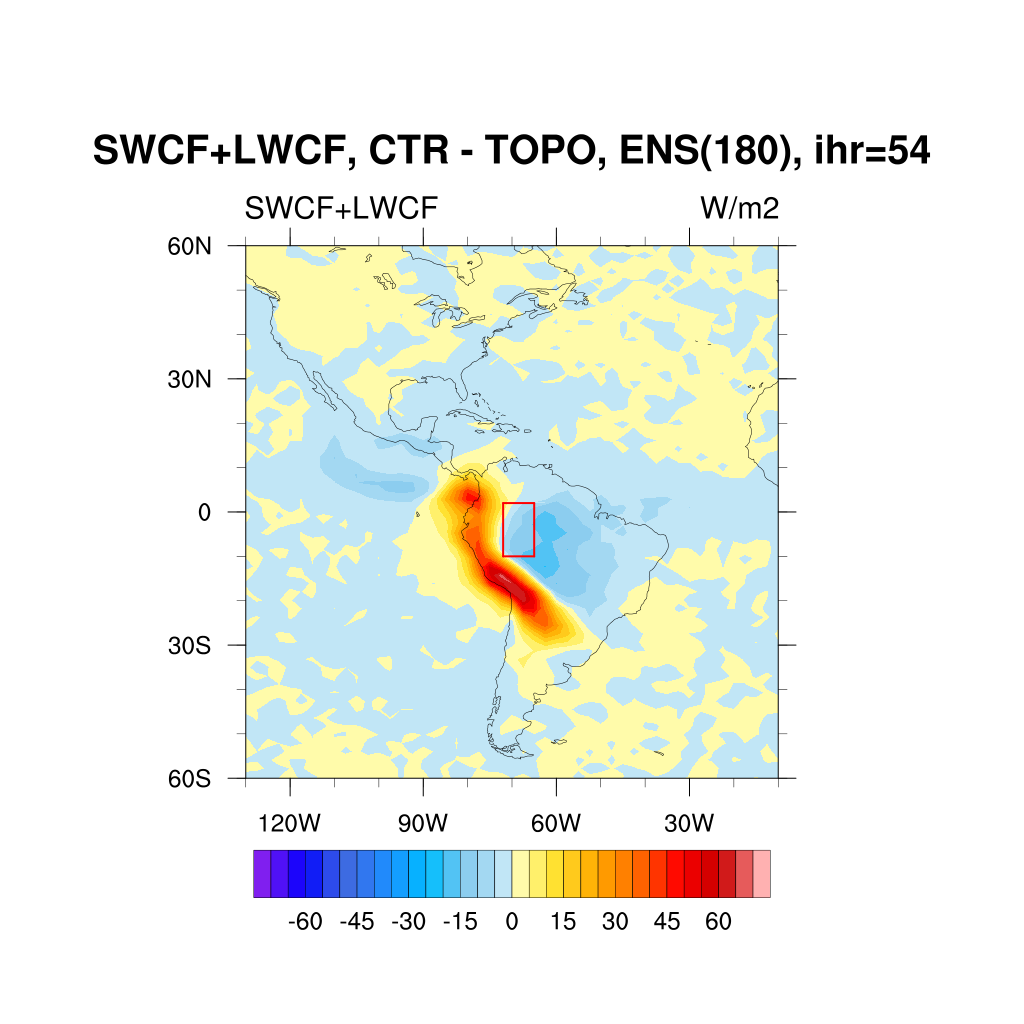 SWCF+LWCF, CTR - TOPO, ENS(180), ihr=54
SWCF+LWCF W/m2
60N
30N
0
30S
60S
120W 90W 60W 30W
-60 -45 -30 -15 0 15 30 45 60